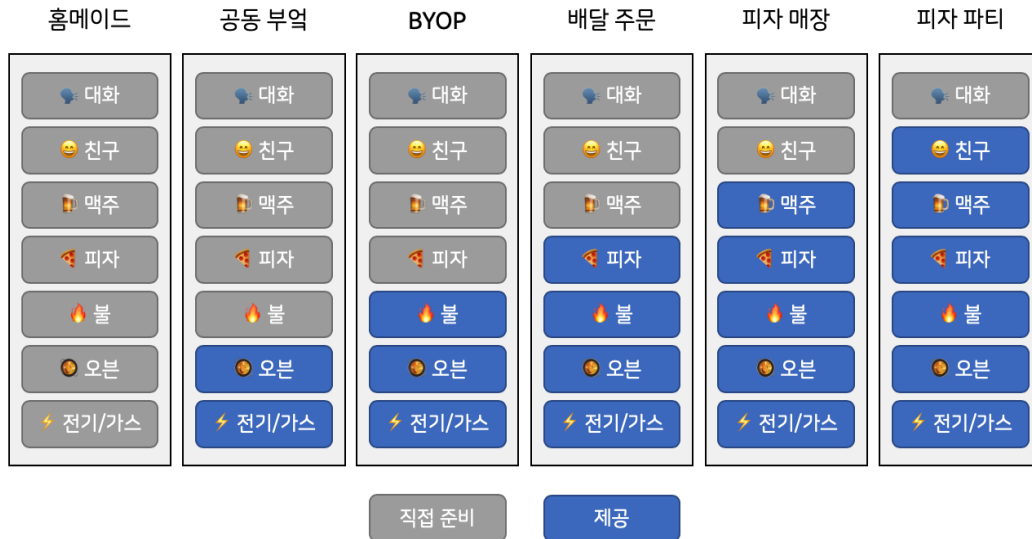 홈메이드 공동 부엌 BYOP 배달 주문 피자 매장 피자 파티
대화 대화 대화 대화 대화 대화
친구 친구 친구 친구 친구 친구
맥주 맥주 맥주 맥주 맥주 맥주
피자 피자 피자 피자 피자 피자
불 불 불 불 불 불
오븐 오븐 오븐 오븐 오븐 오븐
전기/가스 전기/가스 전기/가스 전기/가스 전기/가스 전기/가스
직접 준비 제공